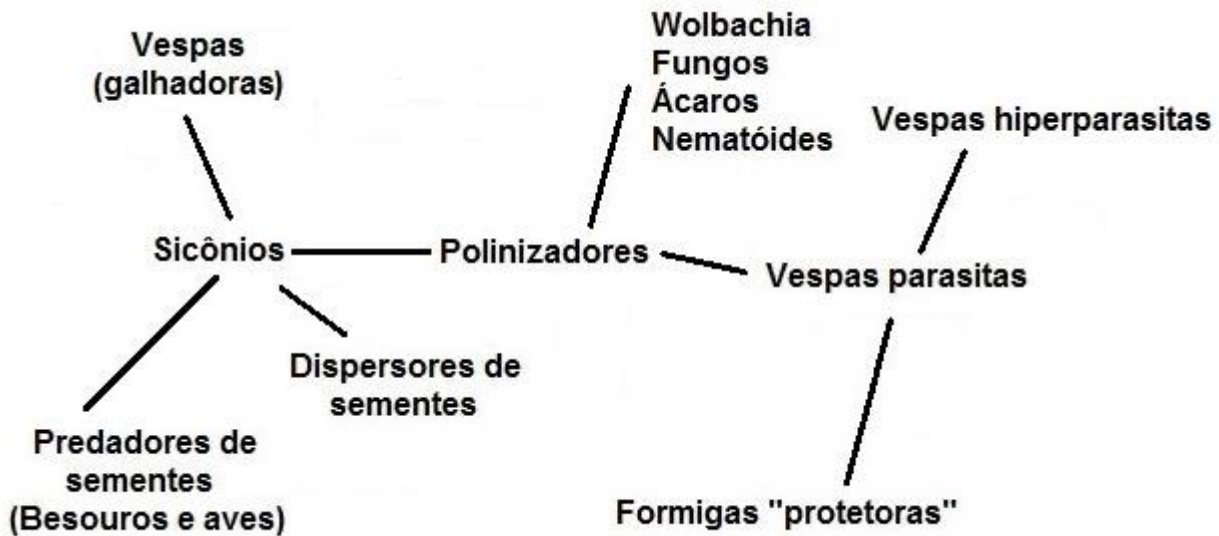 Vespas
(galhadoras)
Wolbachia
Fungos
Ácaros
Nematóides
Vespas hiperparasitas
Sicônios
Polinizadores
Vespas parasitas
Dispersores de
sementes
Predadores de
sementes
(Besouros e aves)
Formigas "protetoras"